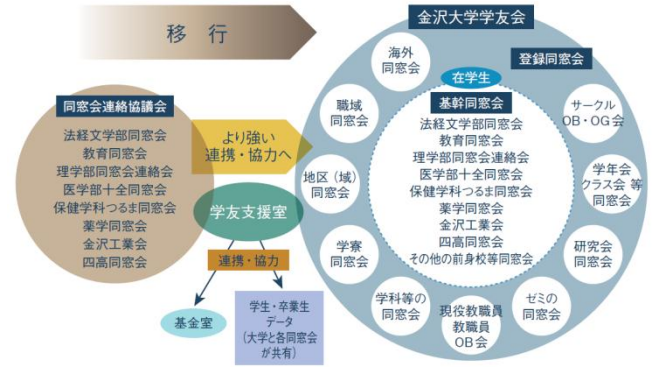 移 行
金沢大学学友会
同窓会連絡協議会
法経文学部同窓会
教育同窓会
理学部同窓会連絡会
医学部十全同窓会
保健学科つるま同窓会
薬学同窓会
金沢工業会
四高同窓会
より強い
連携・協力へ
学友支援室
連携・協力
基金室
学生・卒業生
データ
(大学と各同窓会
が共有)
登録同窓会
在学生
基幹同窓会
法経文学部同窓会
教育同窓会
理学部同窓会連絡会
医学部十全同窓会
保健学科つるま同窓会
薬学同窓会
金沢工業会
四高同窓会
その他の前身校等同窓会
海外
同窓会
職域
同窓会
地区(域)
同窓会
学寮
同窓会
学科等の
同窓会
現役教職員
教職員
OB会
ゼミの
同窓会
研究会
同窓会
学年会
クラス会 等
同窓会
サークル
OB・OG会